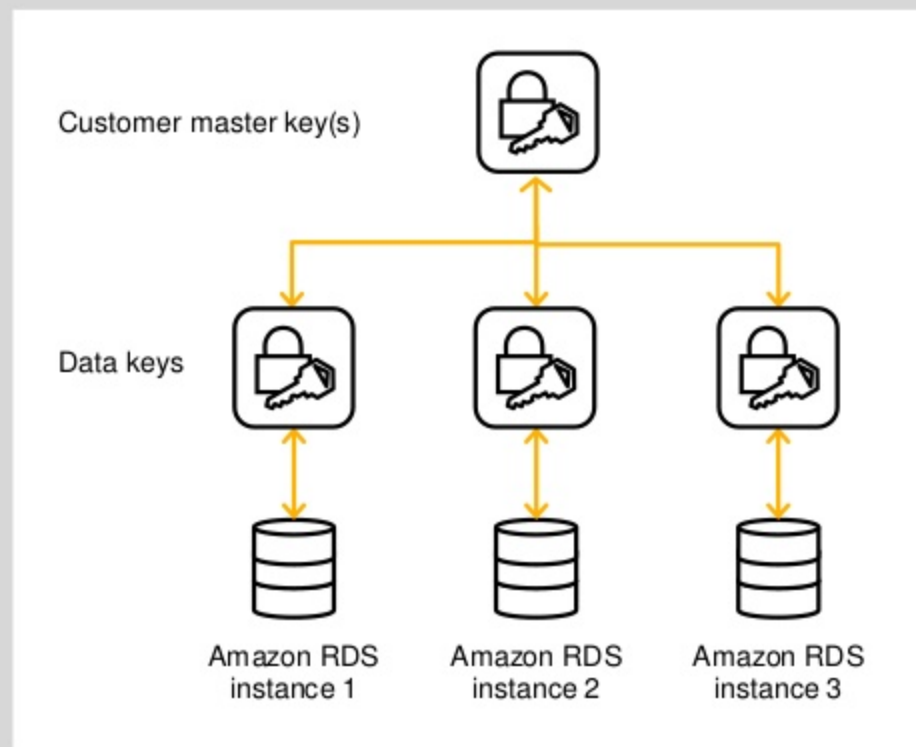 Customer master key(s)
Data keys
Amazon RDS
instance 1
Amazon RDS
instance 2
Amazon RDS
instance 3